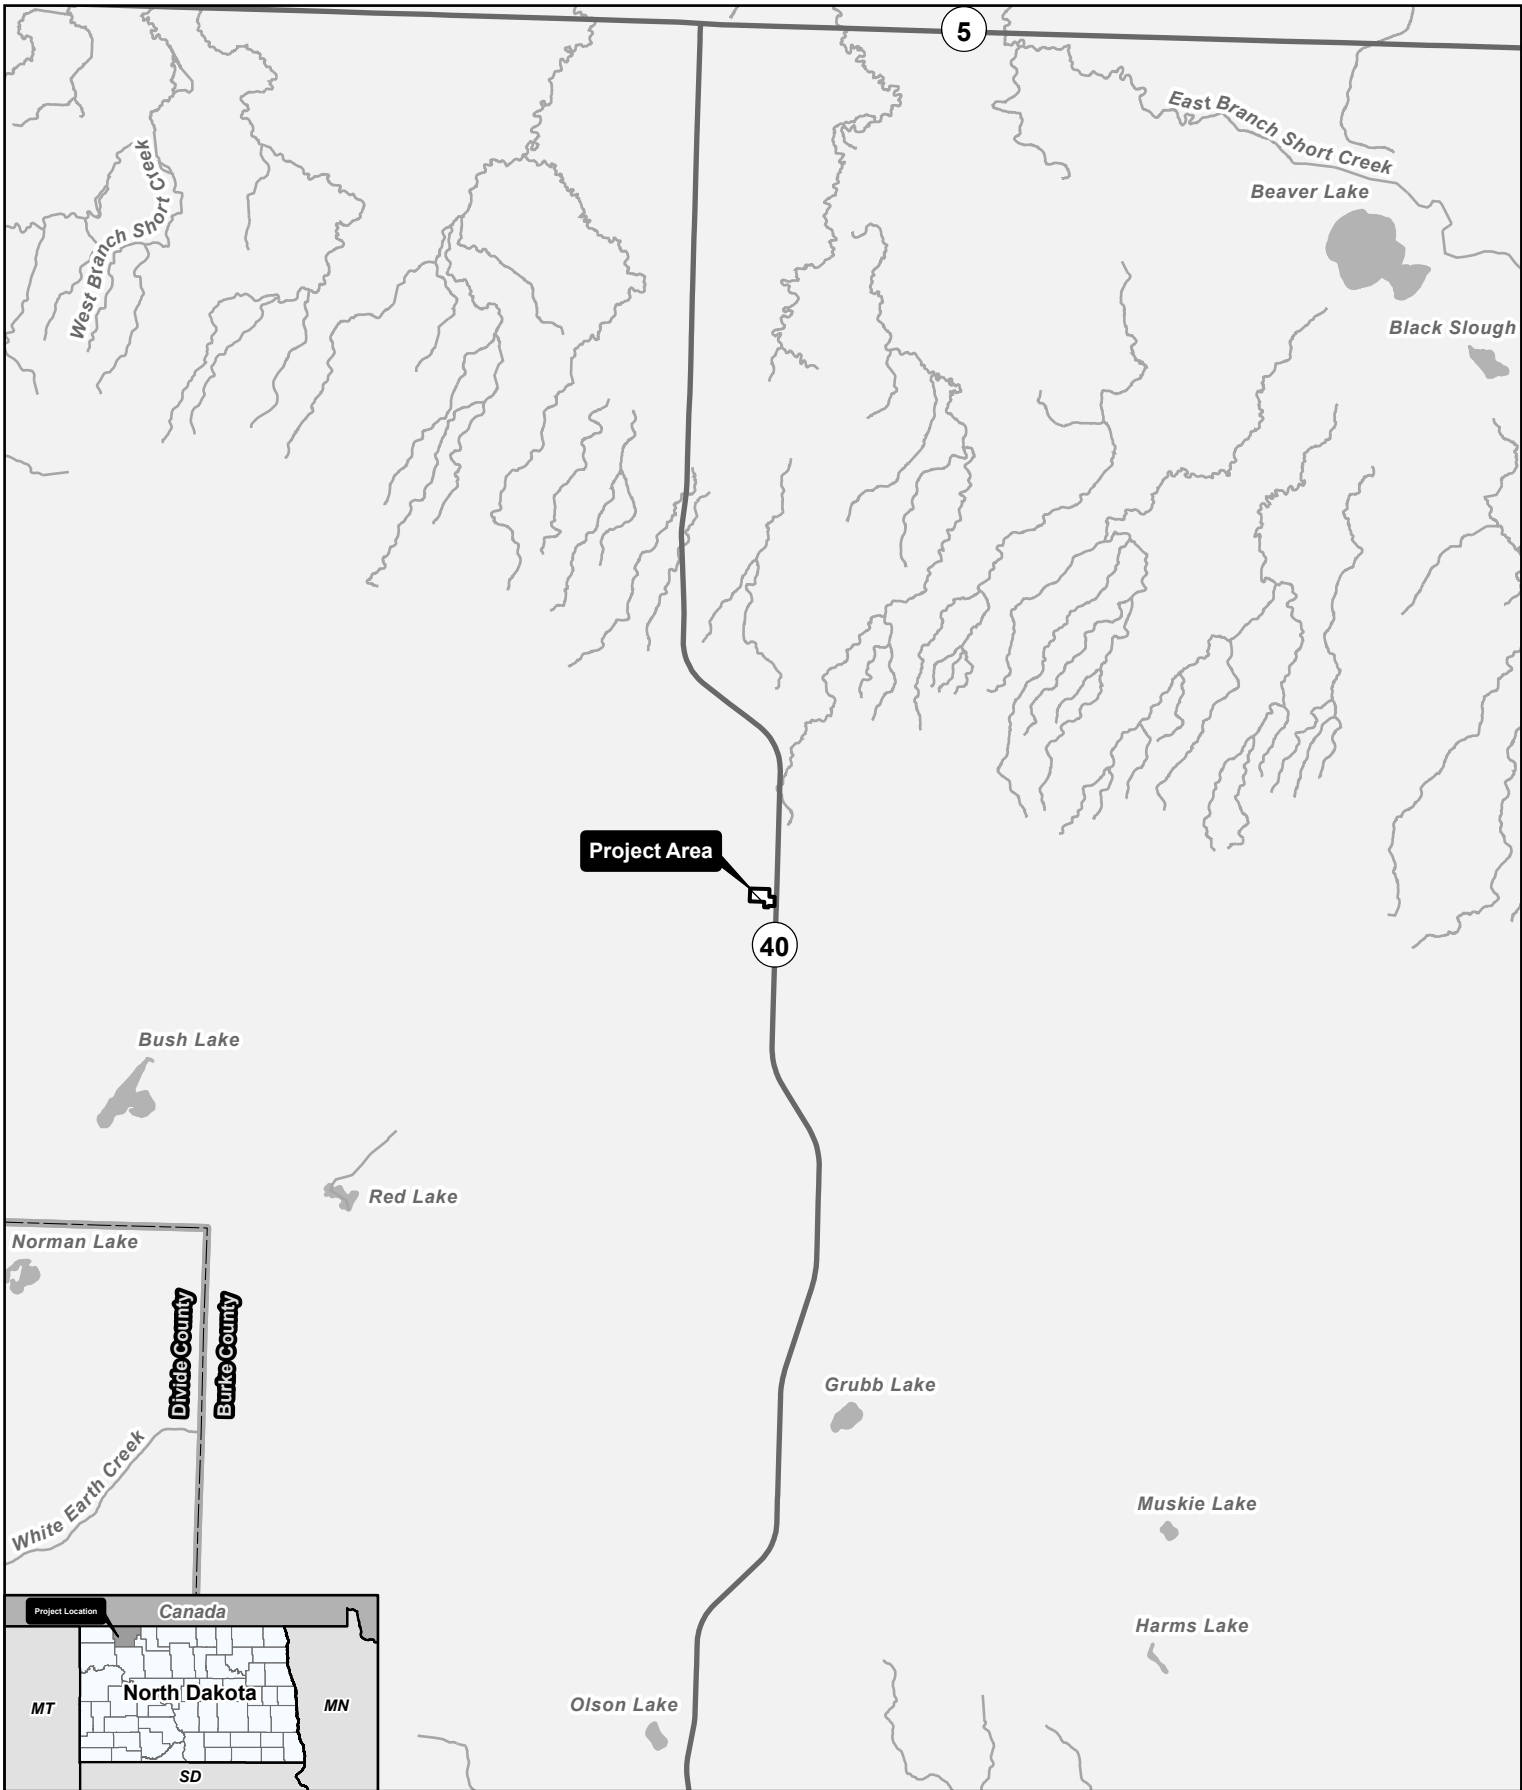 5
East Branch Short Creek
West Branch Short Creek
Beaver Lake
Black Slough
Project Area
40
Bush Lake
Red Lake
Norman Lake
Divide County
Burke County
Grubb Lake
White Earth Creek
Muskie Lake
Harms Lake
Olson Lake
Project Location
Canada
North Dakota
MT
MN
SD